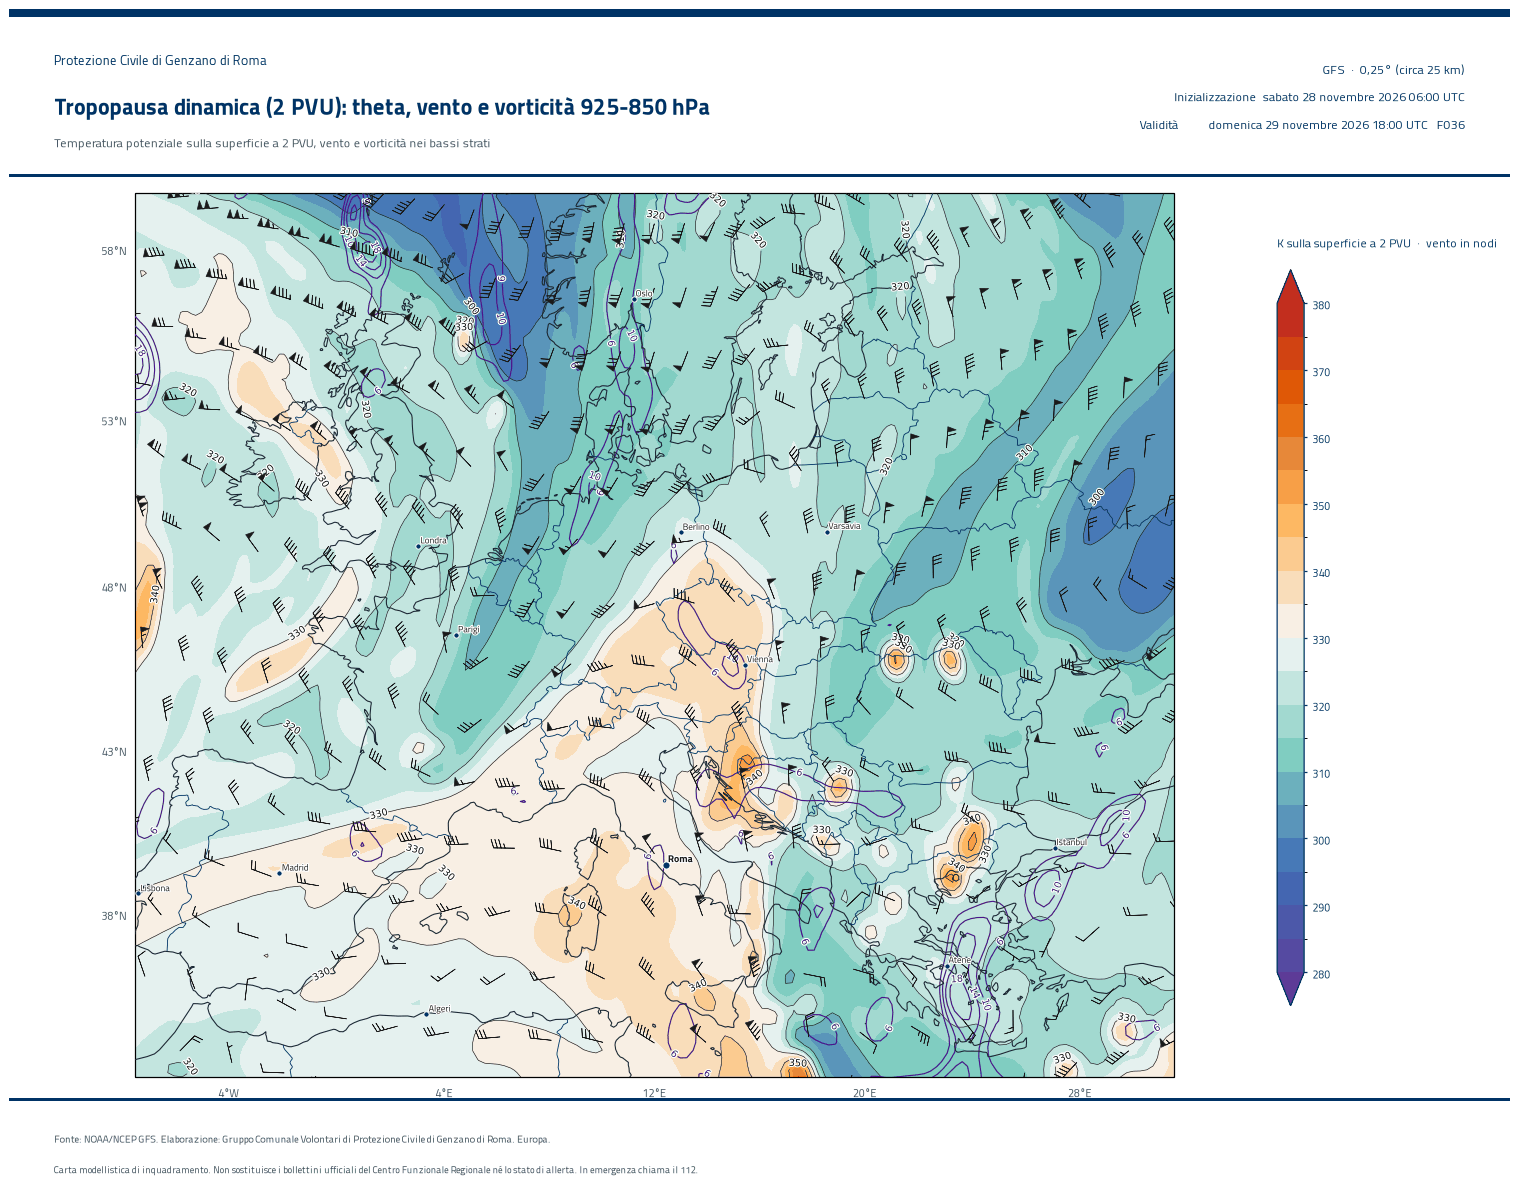 Protezione Civile di Genzano di Roma
Tropopausa dinamica (2 PVU): theta, vento e vorticità 925-850 hPa
Temperatura potenziale sulla superficie a 2 PVU, vento e vorticità nei bassi strati
GFS · 0,25° (circa 25 km)
Inizializzazione sabato 28 novembre 2026 06:00 UTC
Validità domenica 29 novembre 2026 18:00 UTC F036
K sulla superficie a 2 PVU · vento in nodi
380
370
360
350
340
330
320
310
300
290
280
58°N
53°N
48°N
43°N
38°N
4°W
4°E
12°E
20°E
28°E
Oslo
Berlino
Varsavia
Londra
Parigi
Vienna
Madrid
Lisbona
Roma
Istanbul
Atene
Algeri
Fonte: NOAA/NCEP GFS. Elaborazione: Gruppo Comunale Volontari di Protezione Civile di Genzano di Roma. Europa.
Carta modellistica di inquadramento. Non sostituisce i bollettini ufficiali del Centro Funzionale Regionale né lo stato di allerta. In emergenza chiama il 112.